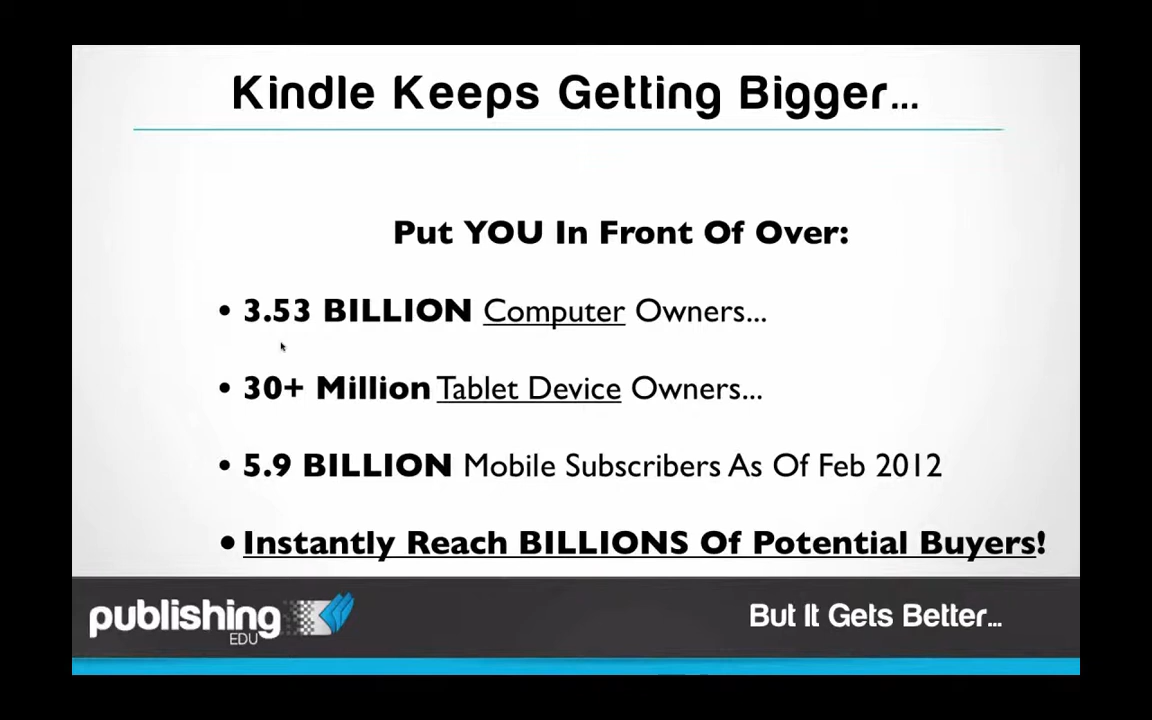 Kindle Keeps Getting Bigger...
Put YOU In Front Of Over:
• 3.53 BILLION Computer Owners...
• 30+ Million Tablet Device Owners...
• 5.9 BILLION Mobile Subscribers As Of Feb 2012
• Instantly Reach BILLIONS Of Potential Buyers!
publishing
EDU
But It Gets Better...